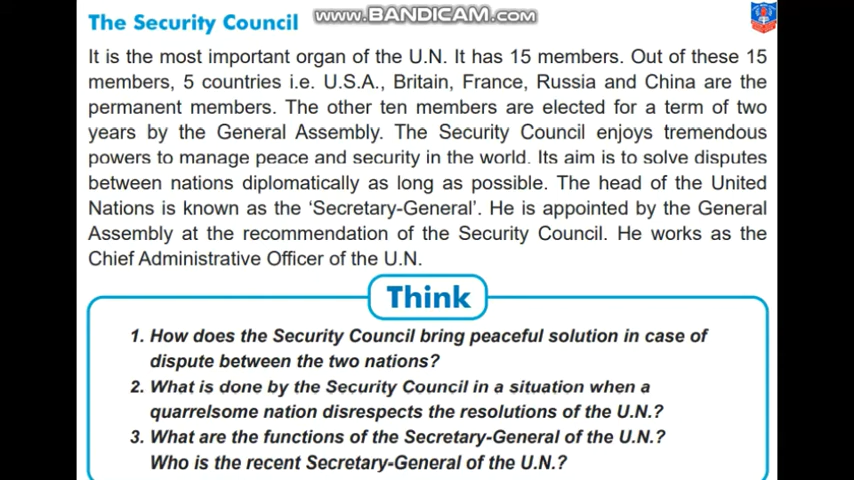 www.BANDICAM.com
The Security Council
It is the most important organ of the U.N. It has 15 members. Out of these 15
members, 5 countries i.e. U.S.A., Britain, France, Russia and China are the
permanent members. The other ten members are elected for a term of two
years by the General Assembly. The Security Council enjoys tremendous
powers to manage peace and security in the world. Its aim is to solve disputes
between nations diplomatically as long as possible. The head of the United
Nations is known as the ‘Secretary-General’. He is appointed by the General
Assembly at the recommendation of the Security Council. He works as the
Chief Administrative Officer of the U.N.
Think
1. How does the Security Council bring peaceful solution in case of
dispute between the two nations?
2. What is done by the Security Council in a situation when a
quarrelsome nation disrespects the resolutions of the U.N.?
3. What are the functions of the Secretary-General of the U.N.?
Who is the recent Secretary-General of the U.N.?